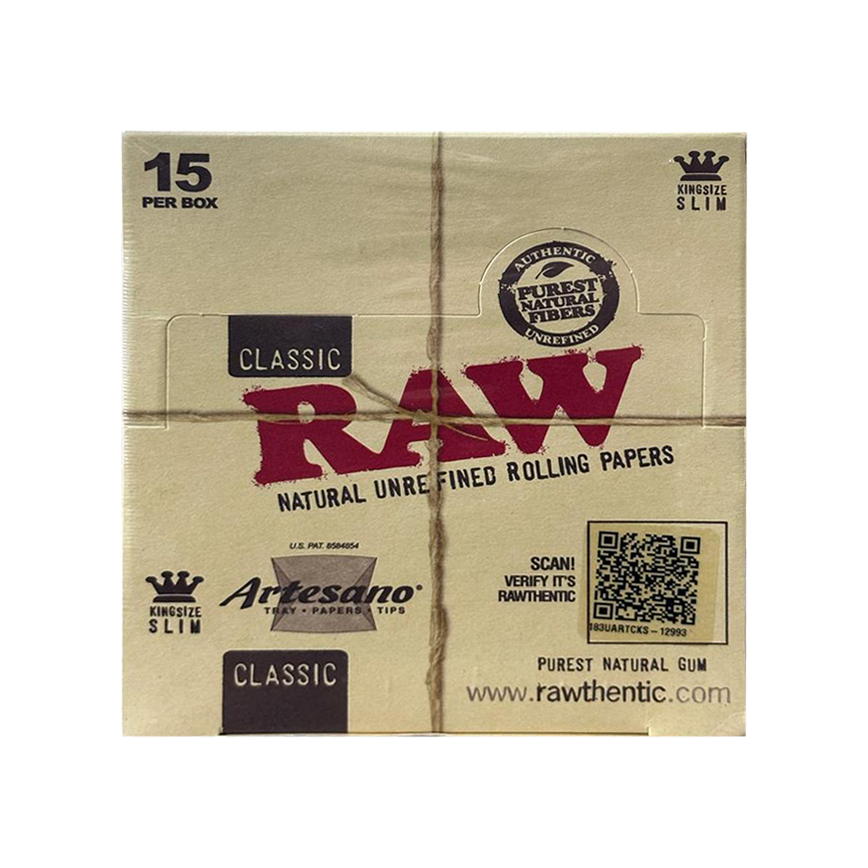 15
PER BOX
KINGSIZE
SLIM
AUTHENTIC
PUREST
NATURAL
FIBERS
UNREFINED
CLASSIC
RAW
NATURAL UNREFINED ROLLING PAPERS
U.S. PAT. 8584854
Artesano®
TRAY • PAPERS • TIPS
KINGSIZE
SLIM
SCAN!
VERIFY IT'S
RAWTHENTIC
183UARTCKS – 12993
CLASSIC
PUREST NATURAL GUM
www.rawthentic.com